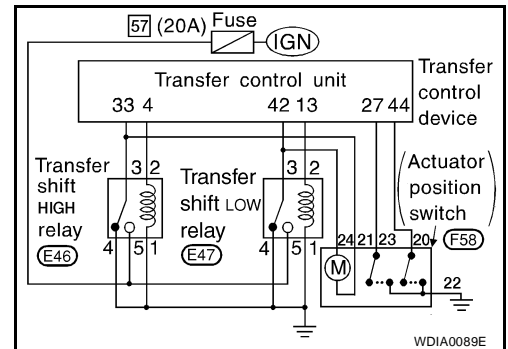 57 (20A) Fuse
IGN
Transfer control unit
33 4 42 13 27 44
Transfer
control
device
Transfer
shift
HIGH
relay
E46
3 2
4 5 1
Transfer
shift LOW
relay
E47
3 2
4 5 1
Actuator
position
switch
F58
24 21 23 20
M
22
WDIA0089E